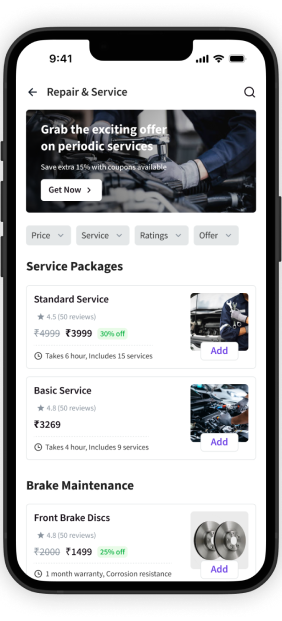 9:41
Repair & Service
Grab the exciting offer
on periodic services
Save extra 15% with coupons available
Get Now >
Price
Service
Ratings
Offer
Service Packages
Standard Service
★ 4.5 (50 reviews)
₹4999 ₹3999 30% off
Takes 6 hour, Includes 15 services
Add
Basic Service
★ 4.8 (50 reviews)
₹3269
Takes 4 hour, Includes 9 services
Add
Brake Maintenance
Front Brake Discs
★ 4.8 (50 reviews)
₹2000 ₹1499 25% off
1 month warranty, Corrosion resistance
Add